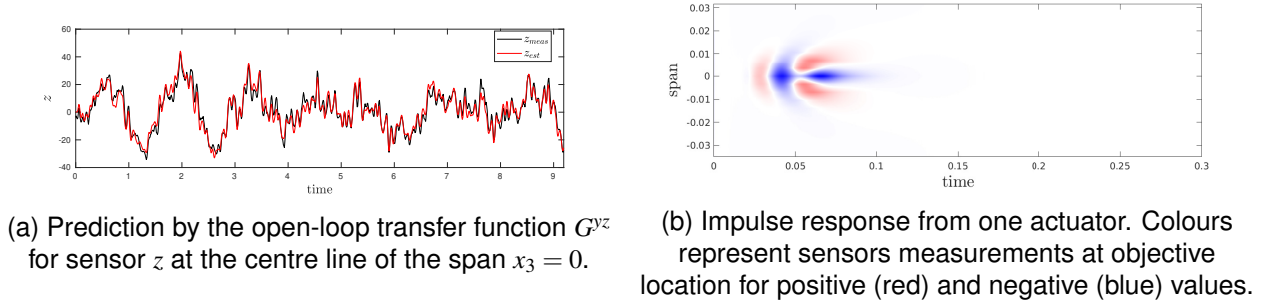 60
40
20
0
-20
-40
z
z_meas
z_est
0 1 2 3 4 5 6 7 8 9
time
(a) Prediction by the open-loop transfer function G^{yz}
for sensor z at the centre line of the span x_3 = 0.
0.03
0.02
0.01
0
-0.01
-0.02
-0.03
span
0 0.05 0.1 0.15 0.2 0.25 0.3
time
(b) Impulse response from one actuator. Colours
represent sensors measurements at objective
location for positive (red) and negative (blue) values.